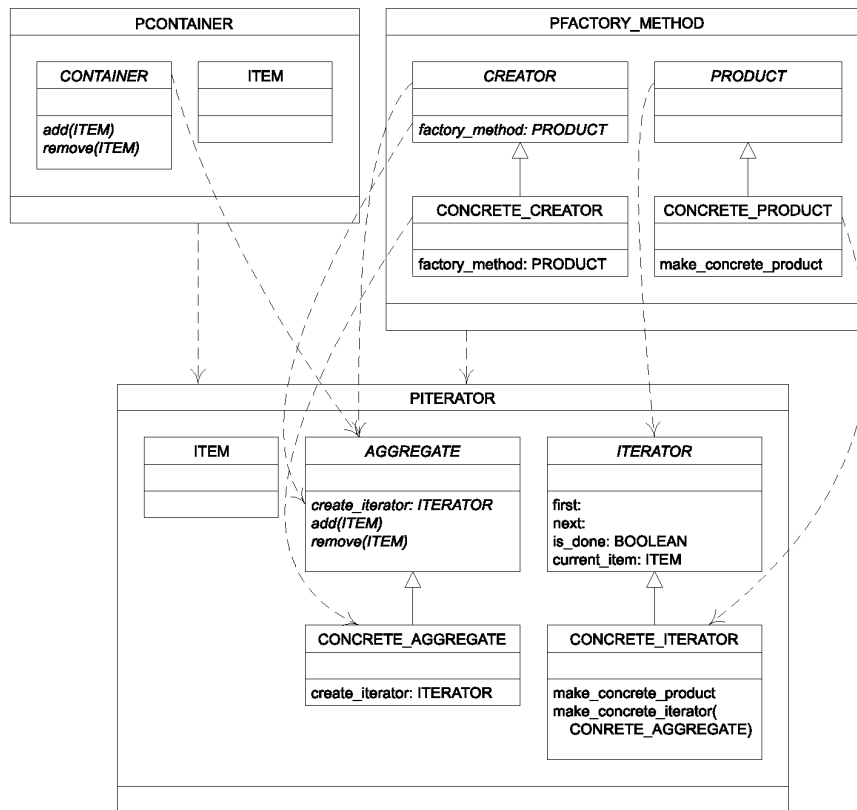 PCONTAINER
CONTAINER
add(ITEM)
remove(ITEM)
ITEM
PFACTORY_METHOD
CREATOR
factory_method: PRODUCT
PRODUCT
CONCRETE_CREATOR
factory_method: PRODUCT
CONCRETE_PRODUCT
make_concrete_product
PITERATOR
ITEM
AGGREGATE
create_iterator: ITERATOR
add(ITEM)
remove(ITEM)
ITERATOR
first:
next:
is_done: BOOLEAN
current_item: ITEM
CONCRETE_AGGREGATE
create_iterator: ITERATOR
CONCRETE_ITERATOR
make_concrete_product
make_concrete_iterator(
CONRETE_AGGREGATE)